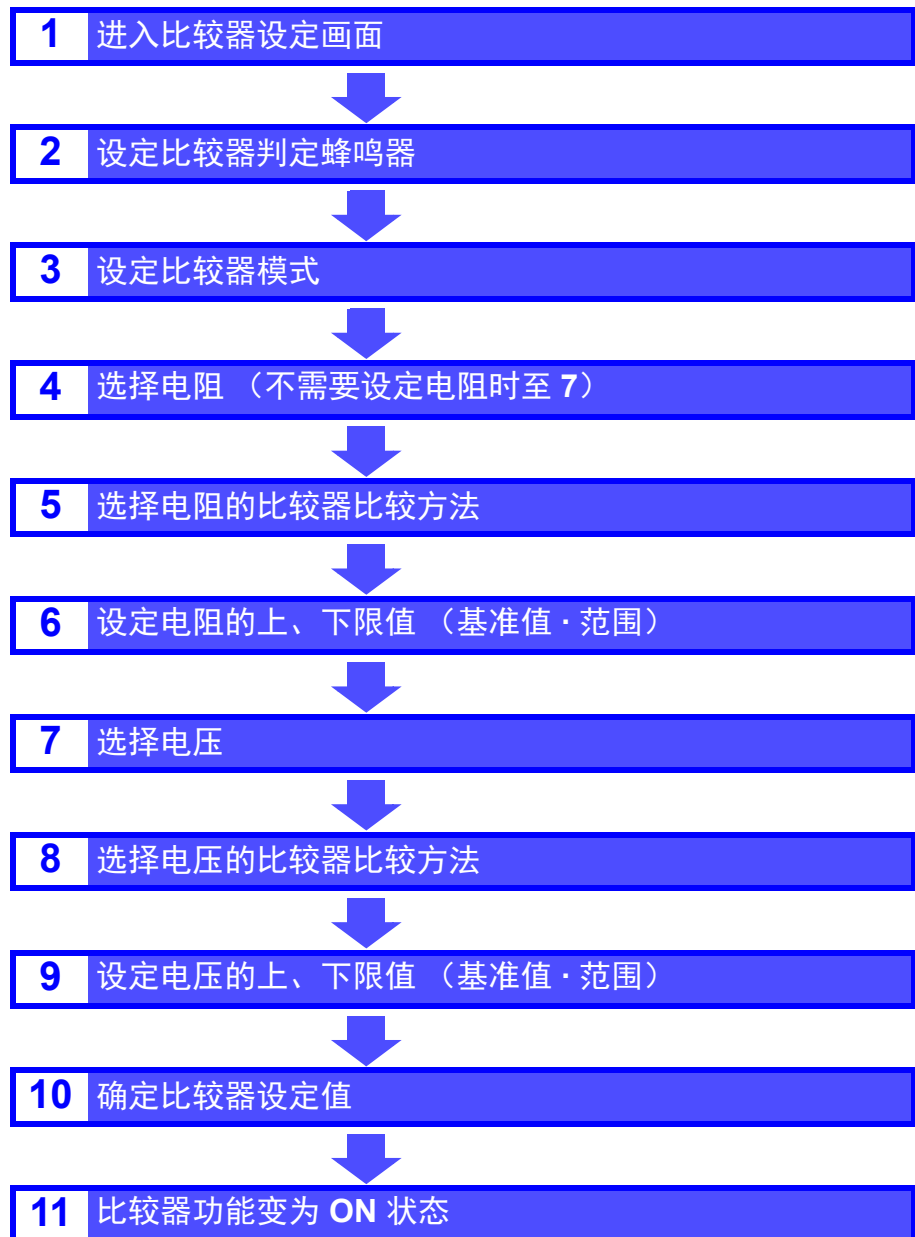 1 进入比较器设定画面
2 设定比较器判定蜂鸣器
3 设定比较器模式
4 选择电阻 （不需要设定电阻时至 7）
5 选择电阻的比较器比较方法
6 设定电阻的上、下限值 （基准值 · 范围）
7 选择电压
8 选择电压的比较器比较方法
9 设定电压的上、下限值 （基准值 · 范围）
10 确定比较器设定值
11 比较器功能变为 ON 状态